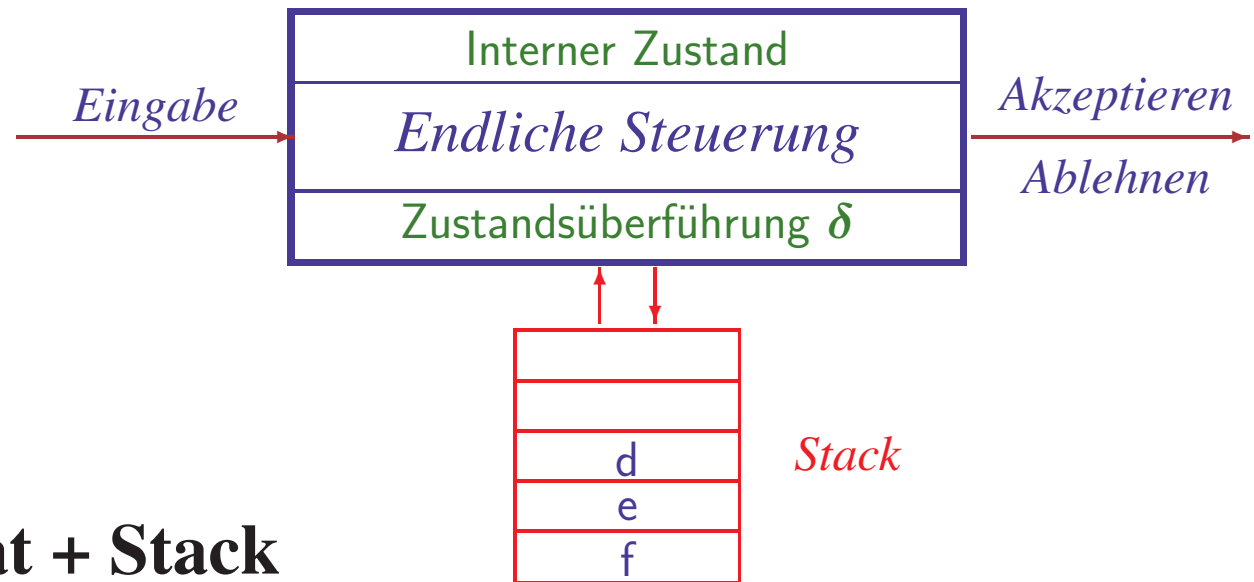 Interner Zustand
Eingabe
Endliche Steuerung
Akzeptieren
Ablehnen
Zustandsüberführung δ
d
Stack
e
f
at + Stack